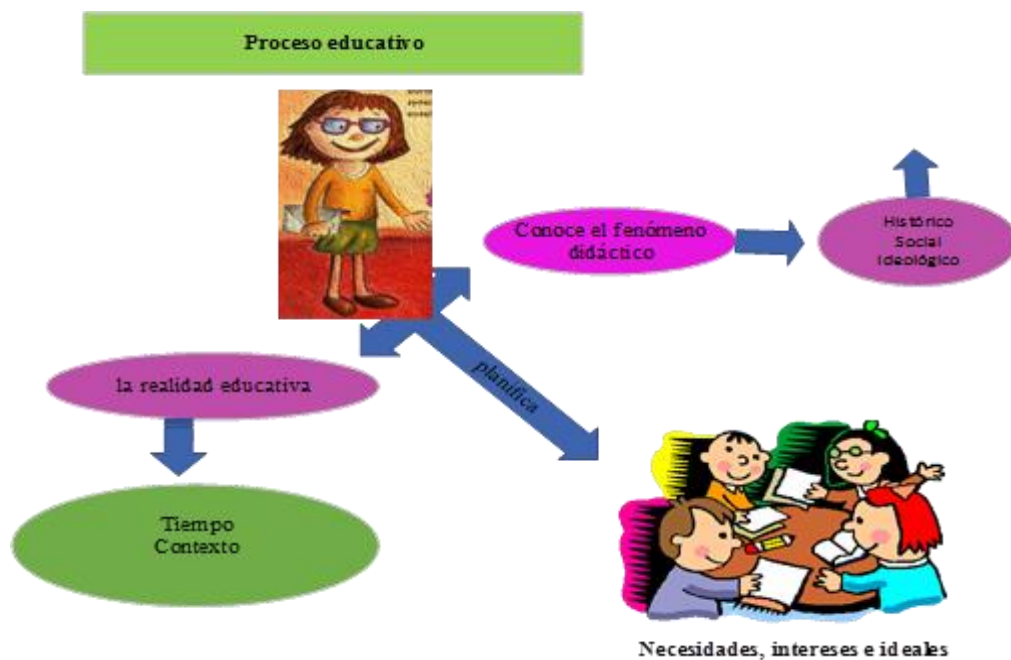 Proceso educativo
Conoce el fenómeno
didáctico
Histórico
Social
Ideológico
la realidad educativa
planifica
Tiempo
Contexto
Necesidades, intereses e ideales